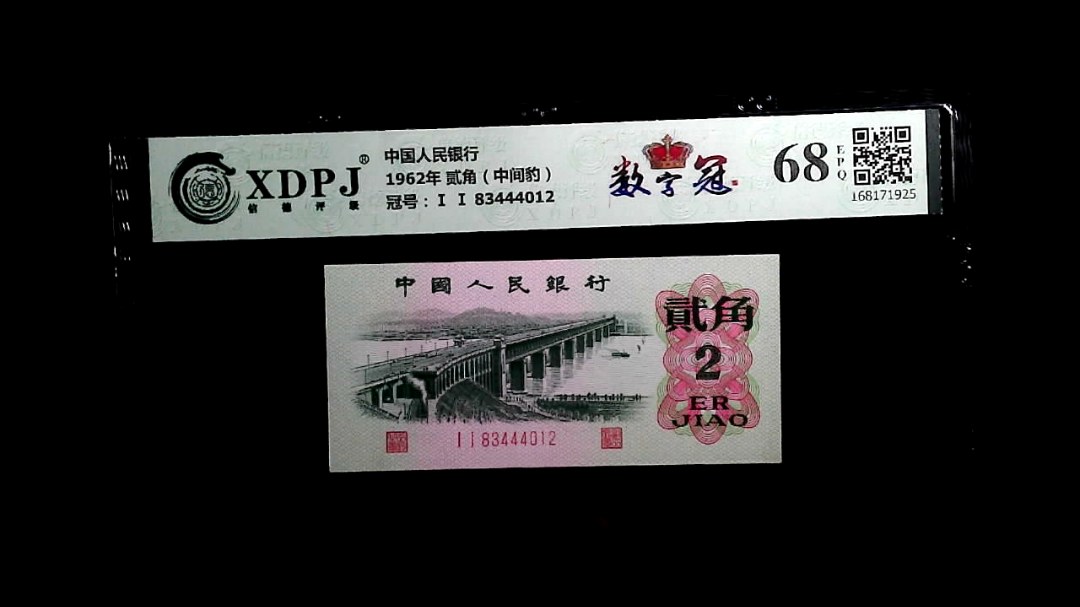 XDPJ®
信德评级
中国人民银行
1962年 贰角（中间豹）
冠号：I I 83444012
数字冠
68
EPQ
168171925
中國人民銀行
貳角
2
ER
JIAO
I I 83444012